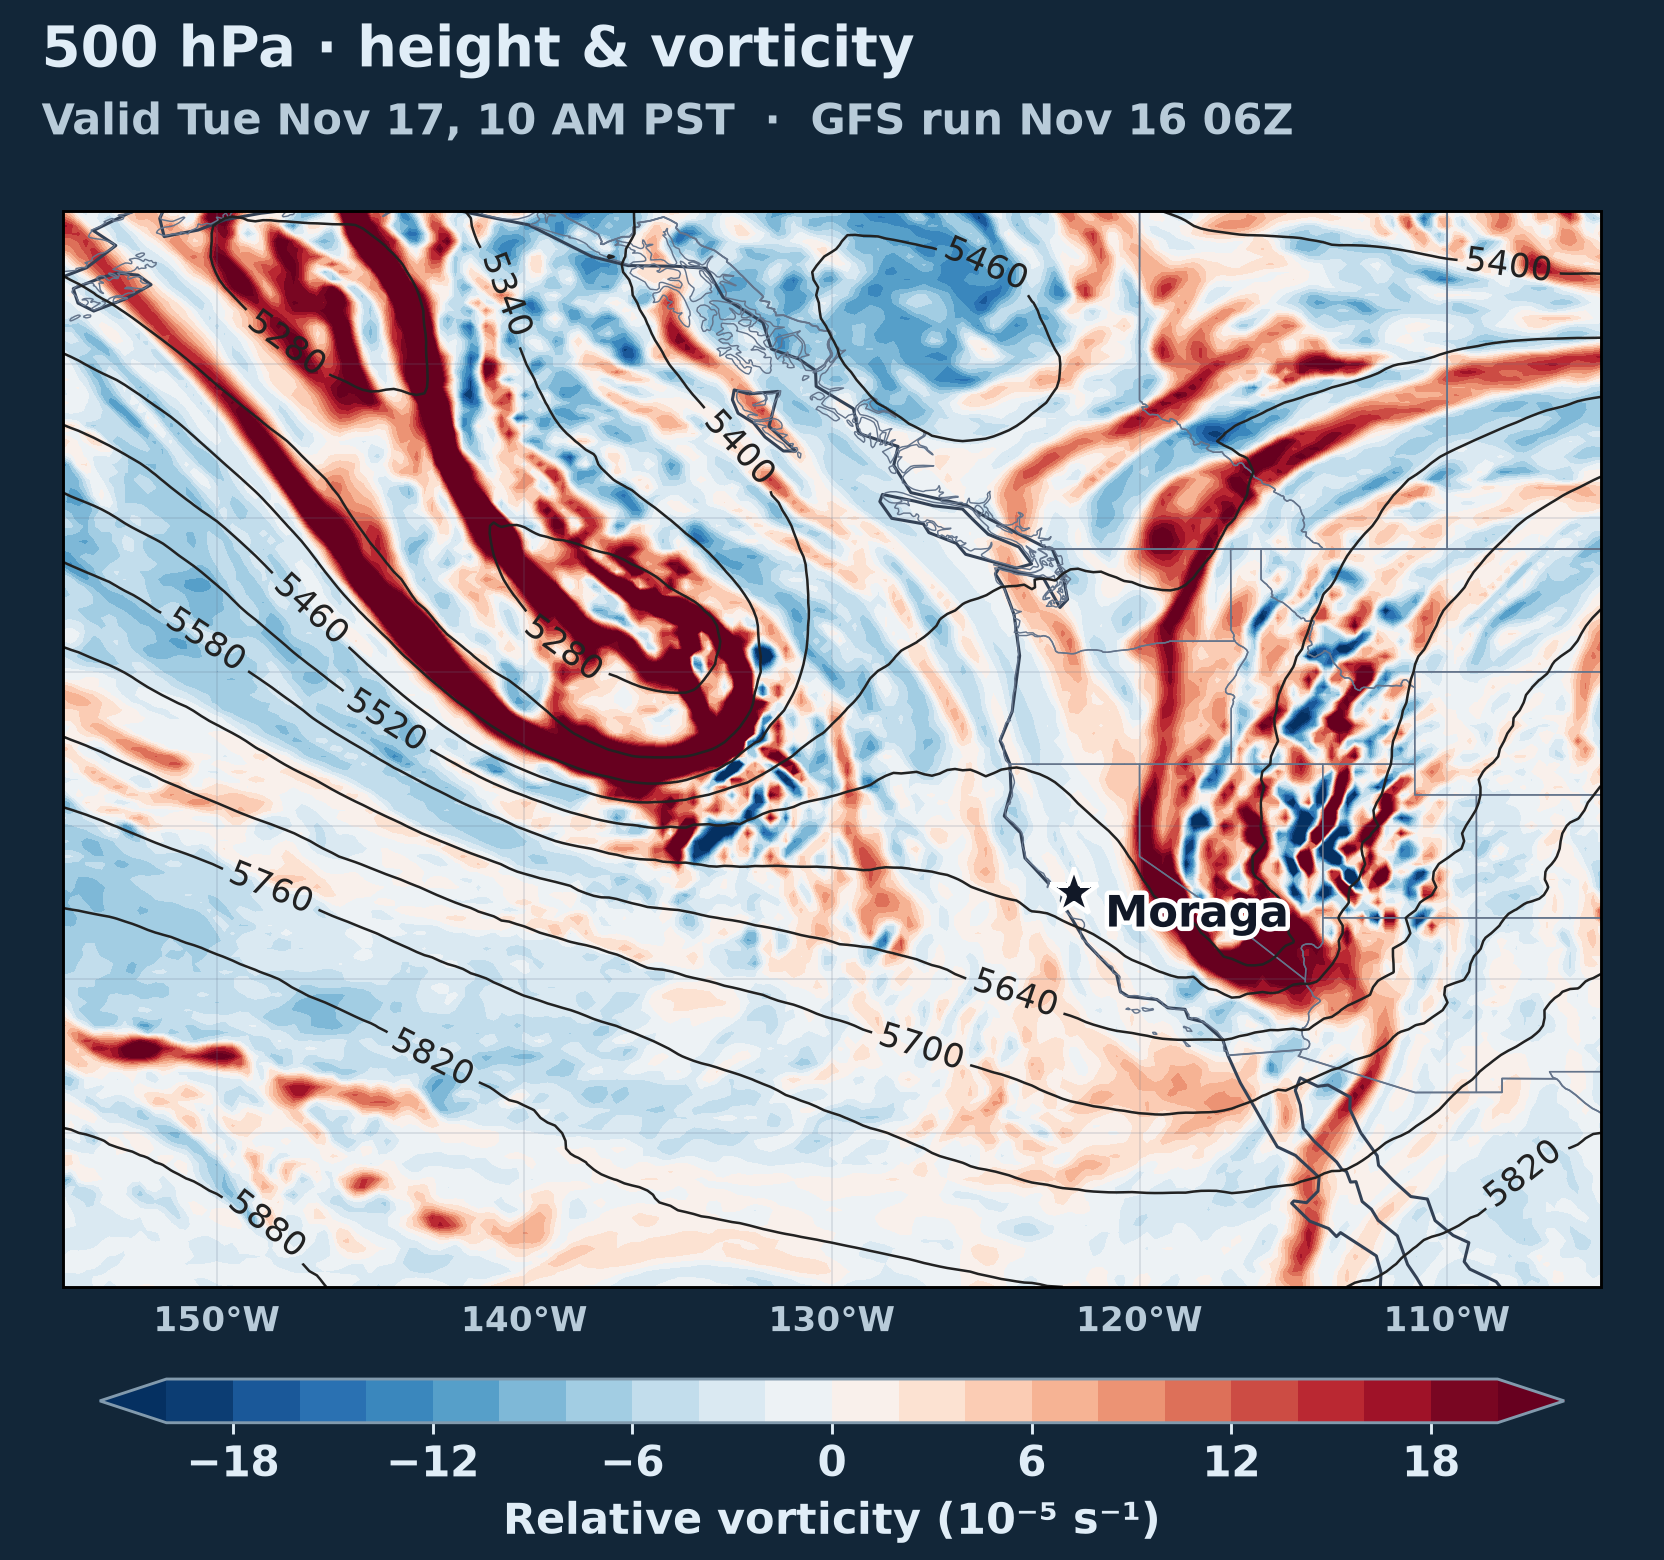 500 hPa · height & vorticity
Valid Tue Nov 17, 10 AM PST · GFS run Nov 16 06Z
5460
5400
5340
5280
5400
5460
5580
5280
5520
5760
Moraga
5640
5700
5820
5820
5880
150°W
140°W
130°W
120°W
110°W
−18
−12
−6
0
6
12
18
Relative vorticity (10⁻⁵ s⁻¹)